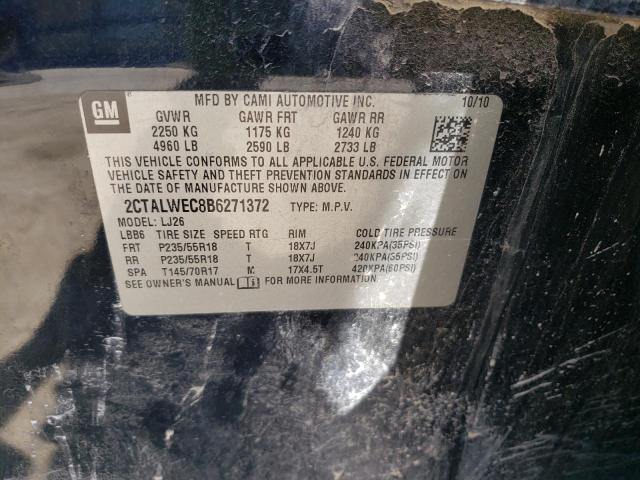 GM
MFD BY CAMI AUTOMOTIVE INC. 10/10
GVWR GAWR FRT GAWR RR
2250 KG 1175 KG 1240 KG
4960 LB 2590 LB 2733 LB
THIS VEHICLE CONFORMS TO ALL APPLICABLE U.S. FEDERAL MOTOR
VEHICLE SAFETY AND THEFT PREVENTION STANDARDS IN EFFECT
ON THE DATE OF MANUFACTURE SHOWN ABOVE.
2CTALWEC8B6271372 TYPE: M.P.V.
MODEL: LJ26
LBB6 TIRE SIZE SPEED RTG RIM COLD TIRE PRESSURE
FRT P235/55R18 T 18X7J 240KPA(35PSI)
RR P235/55R18 T 18X7J 240KPA(35PSI)
SPA T145/70R17 M 17X4.5T 420KPA(60PSI)
SEE OWNER'S MANUAL FOR MORE INFORMATION.